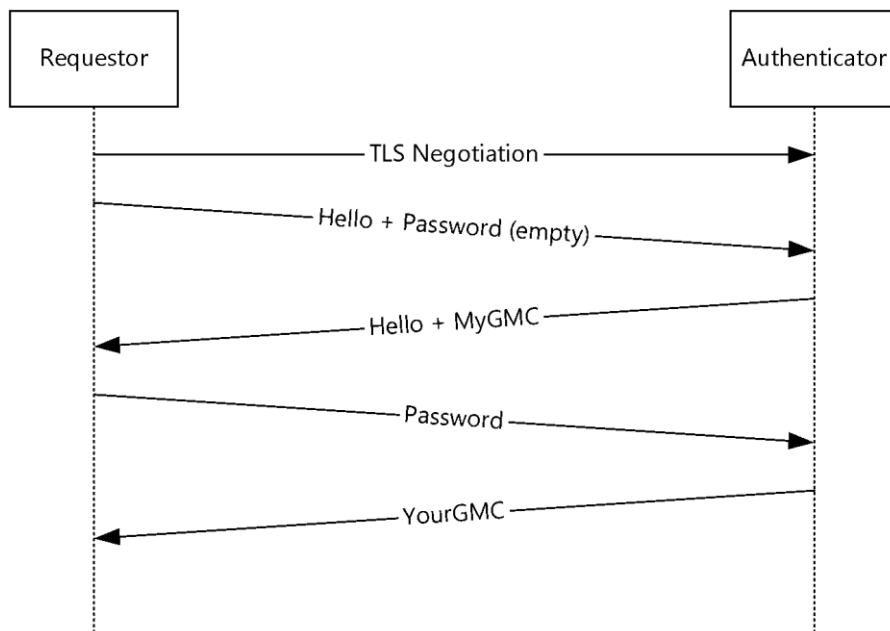 Requestor
Authenticator
TLS Negotiation
Hello + Password (empty)
Hello + MyGMC
Password
YourGMC